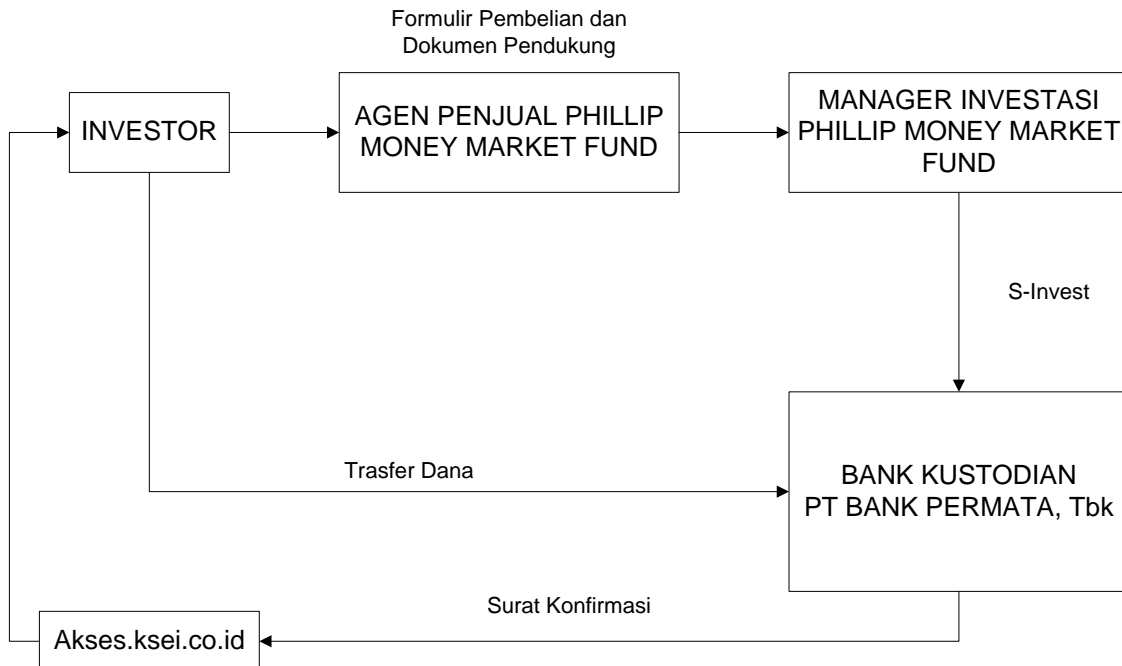 Formulir Pembelian dan
Dokumen Pendukung
INVESTOR
AGEN PENJUAL PHILLIP
MONEY MARKET FUND
MANAGER INVESTASI
PHILLIP MONEY MARKET
FUND
S-Invest
Trasfer Dana
BANK KUSTODIAN
PT BANK PERMATA, Tbk
Surat Konfirmasi
Akses.ksei.co.id